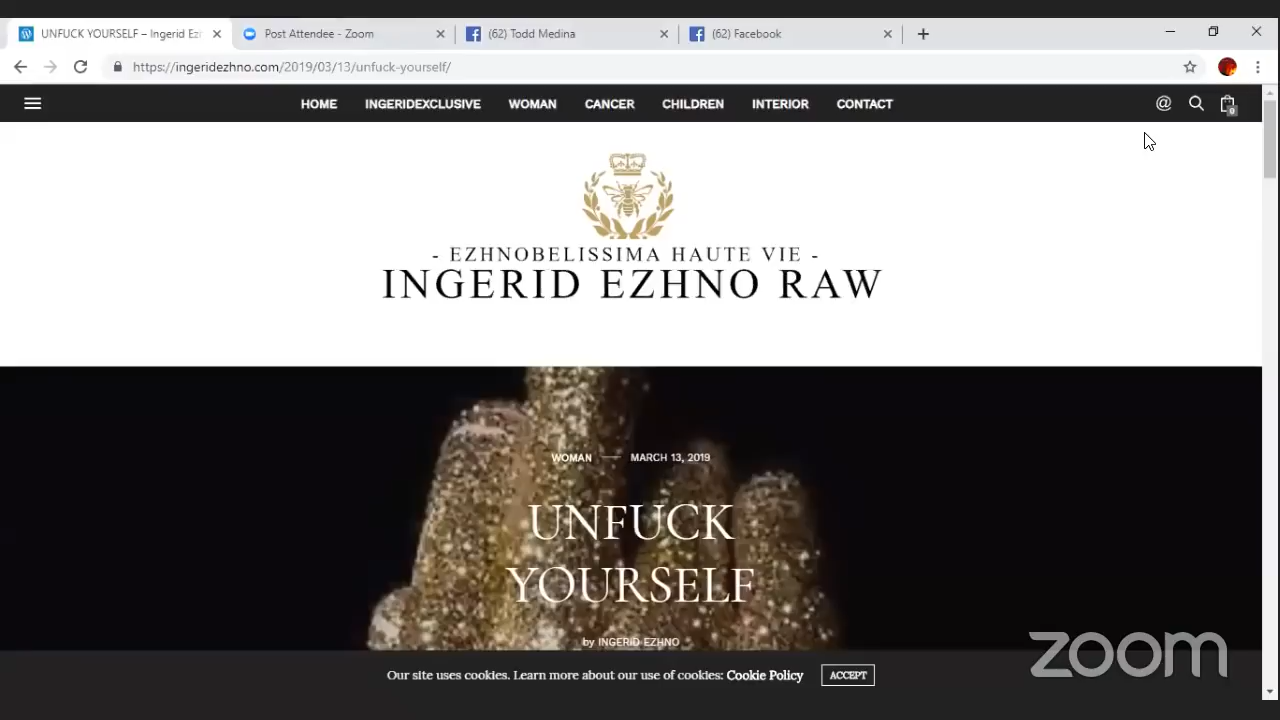 UNFUCK YOURSELF – Ingerid Ez
Post Attendee - Zoom
(62) Todd Medina
(62) Facebook
https://ingeridezhno.com/2019/03/13/unfuck-yourself/
HOME INGERIDEXCLUSIVE WOMAN CANCER CHILDREN INTERIOR CONTACT
0
- EZHNOBELISSIMA HAUTE VIE -
INGERID EZHNO RAW
WOMAN — MARCH 13, 2019
UNFUCK
YOURSELF
by INGERID EZHNO
Our site uses cookies. Learn more about our use of cookies: Cookie Policy ACCEPT
zoom